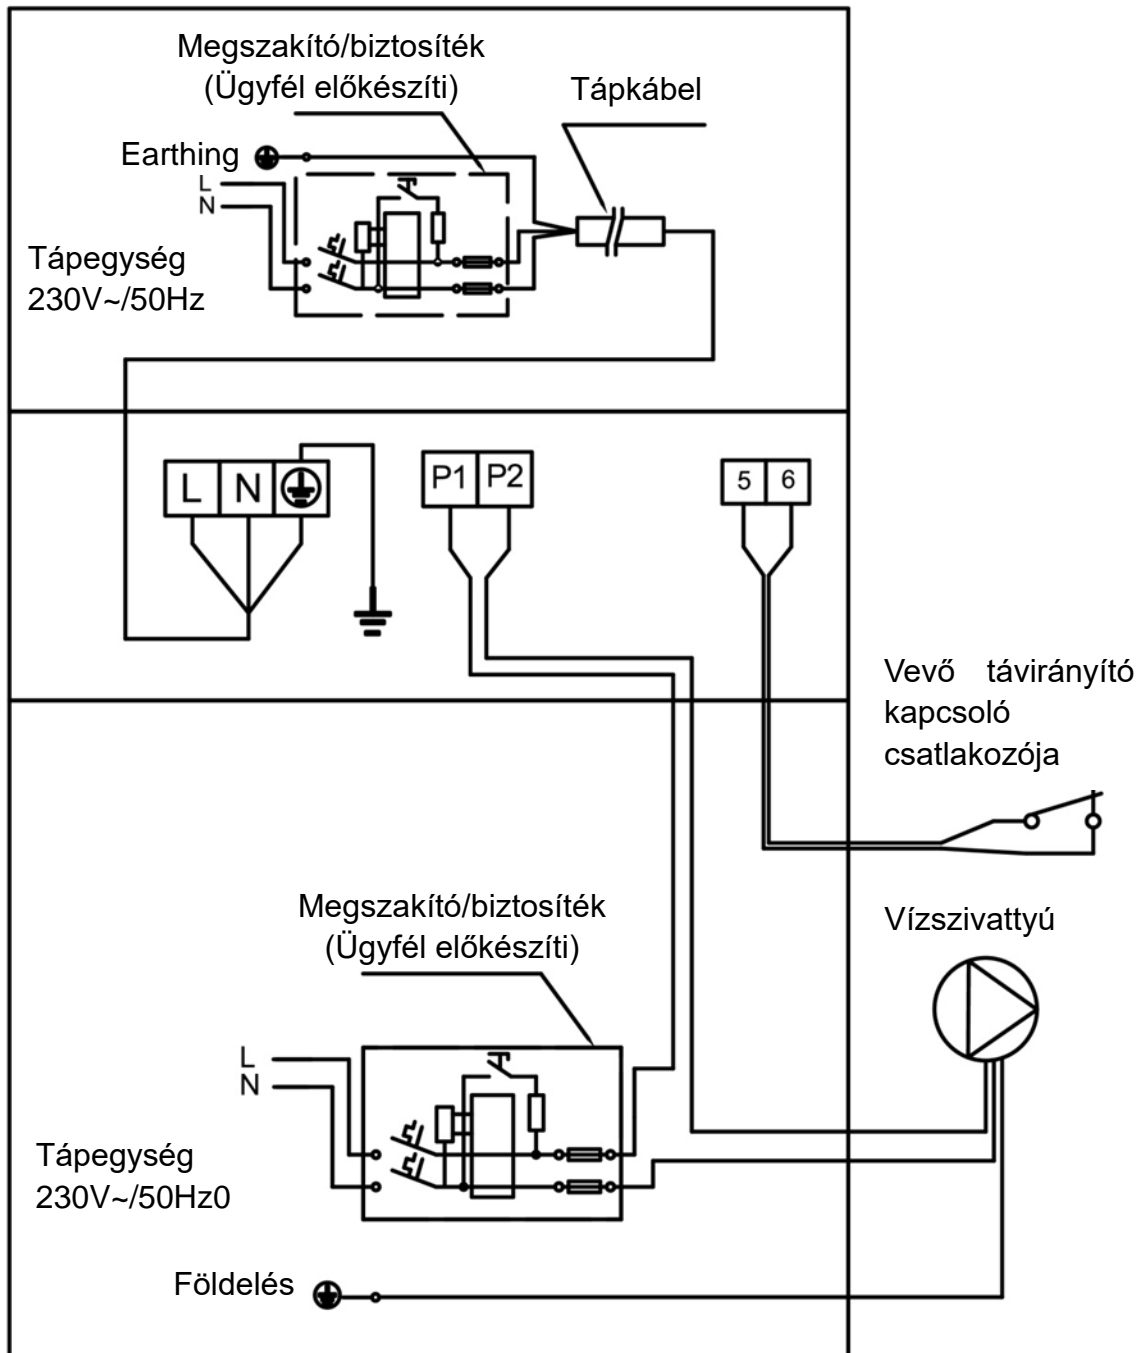 Megszakító/biztosíték
(Ügyfél előkészíti)
Tápkábel
Earthing
L
N
Tápegység
230V~/50Hz
L N
P1 P2
5 6
Vevő távirányító
kapcsoló
csatlakozója
Megszakító/biztosíték
(Ügyfél előkészíti)
Vízszivattyú
L
N
Tápegység
230V~/50Hz0
Földelés